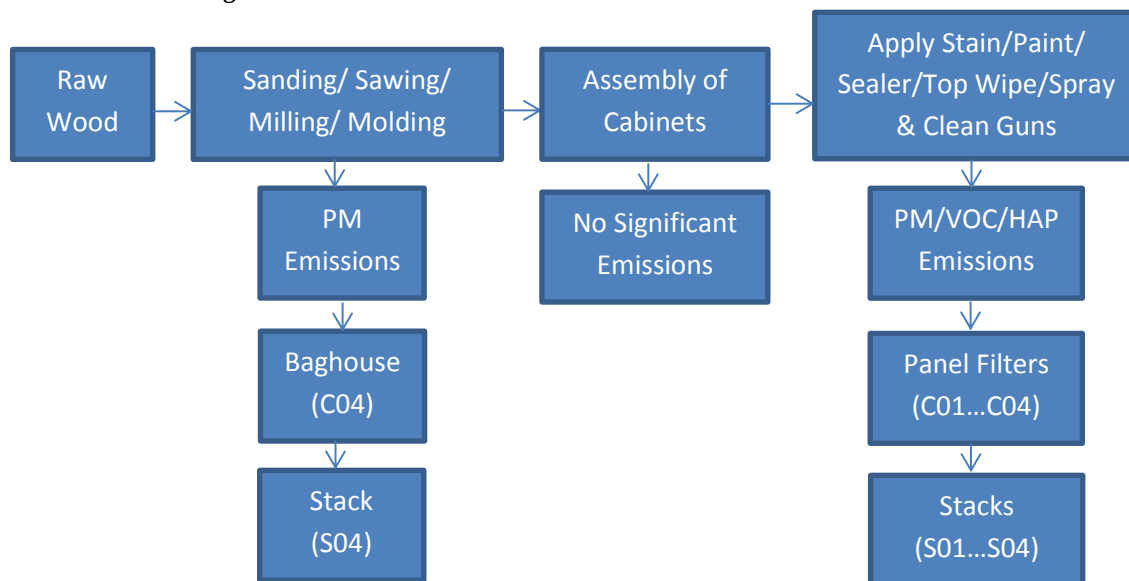 Raw
Wood
Sanding/ Sawing/
Milling/ Molding
Assembly of
Cabinets
Apply Stain/Paint/
Sealer/Top Wipe/Spray
& Clean Guns
PM
Emissions
No Significant
Emissions
PM/VOC/HAP
Emissions
Baghouse
(C04)
Panel Filters
(C01...C04)
Stack
(S04)
Stacks
(S01...S04)